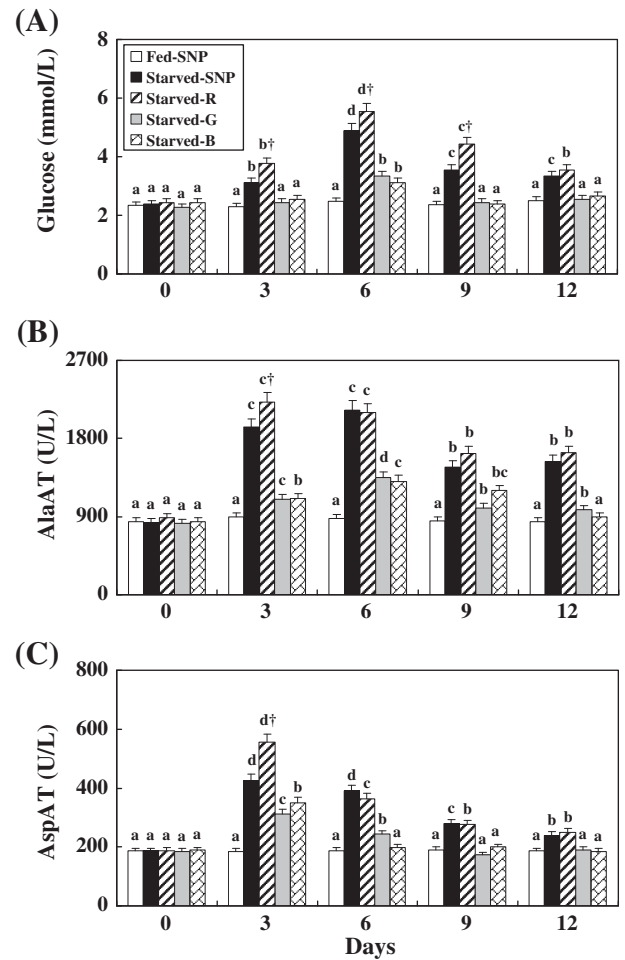 (A)
Glucose (mmol/L)
8
6
4
2
0
Fed-SNP
Starved-SNP
Starved-R
Starved-G
Starved-B
a a a a a
a b b† a a
a d d† b b
a c c† a a
a c b a a
0 3 6 9 12
(B)
AlaAT (U/L)
2700
1800
900
0
a a a a a
a c c† c b
a c c d c
a b b b bc
a b b b a
0 3 6 9 12
(C)
AspAT (U/L)
800
600
400
200
0
a a a a a
a d d† c b
a d c b a
a c b a a
a b b a a
0 3 6 9 12
Days